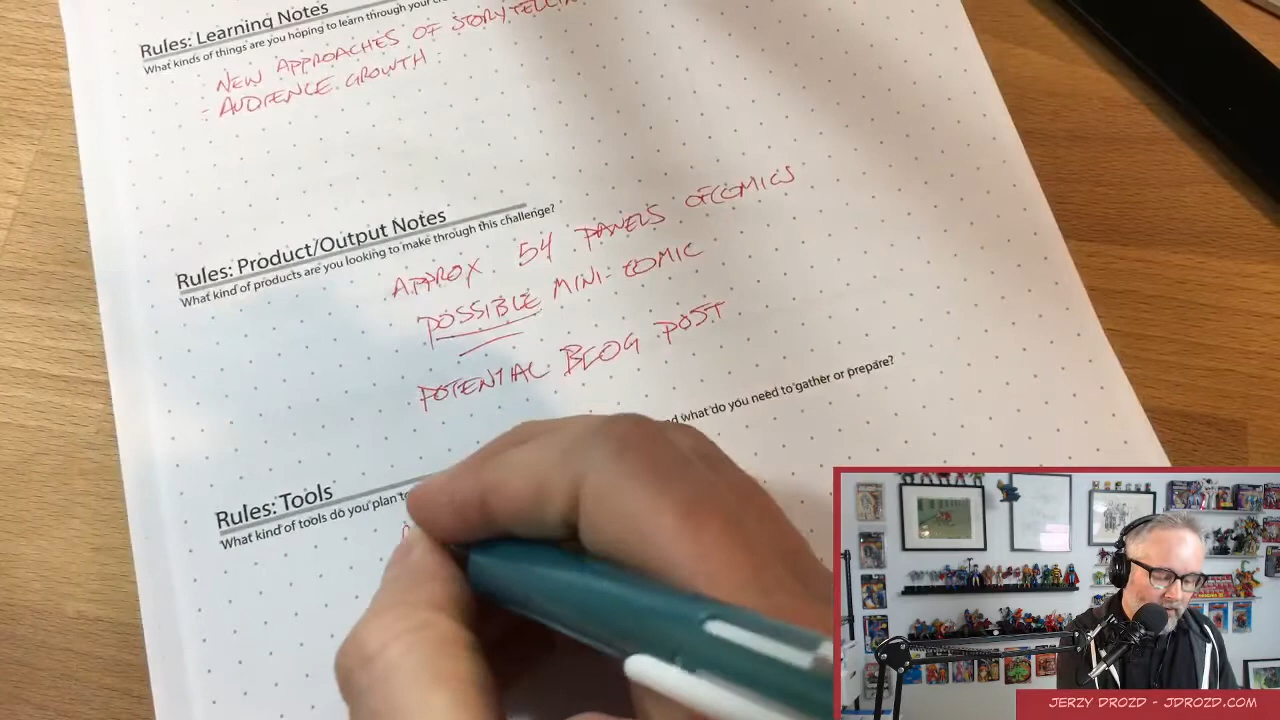 Rules: Learning Notes
What kinds of things are you hoping to learn through your
- NEW APPROACHES OF STORYTELLIN
- AUDIENCE GROWTH
Rules: Product/Output Notes
What kind of products are you looking to make through this challenge?
APPROX 54 PANELS OF COMICS
POSSIBLE MINI-COMIC
POTENTIAL BLOG POST
Rules: Tools
What kind of tools do you plan to
what do you need to gather or prepare?
JERZY DROZD - JDROZD.COM